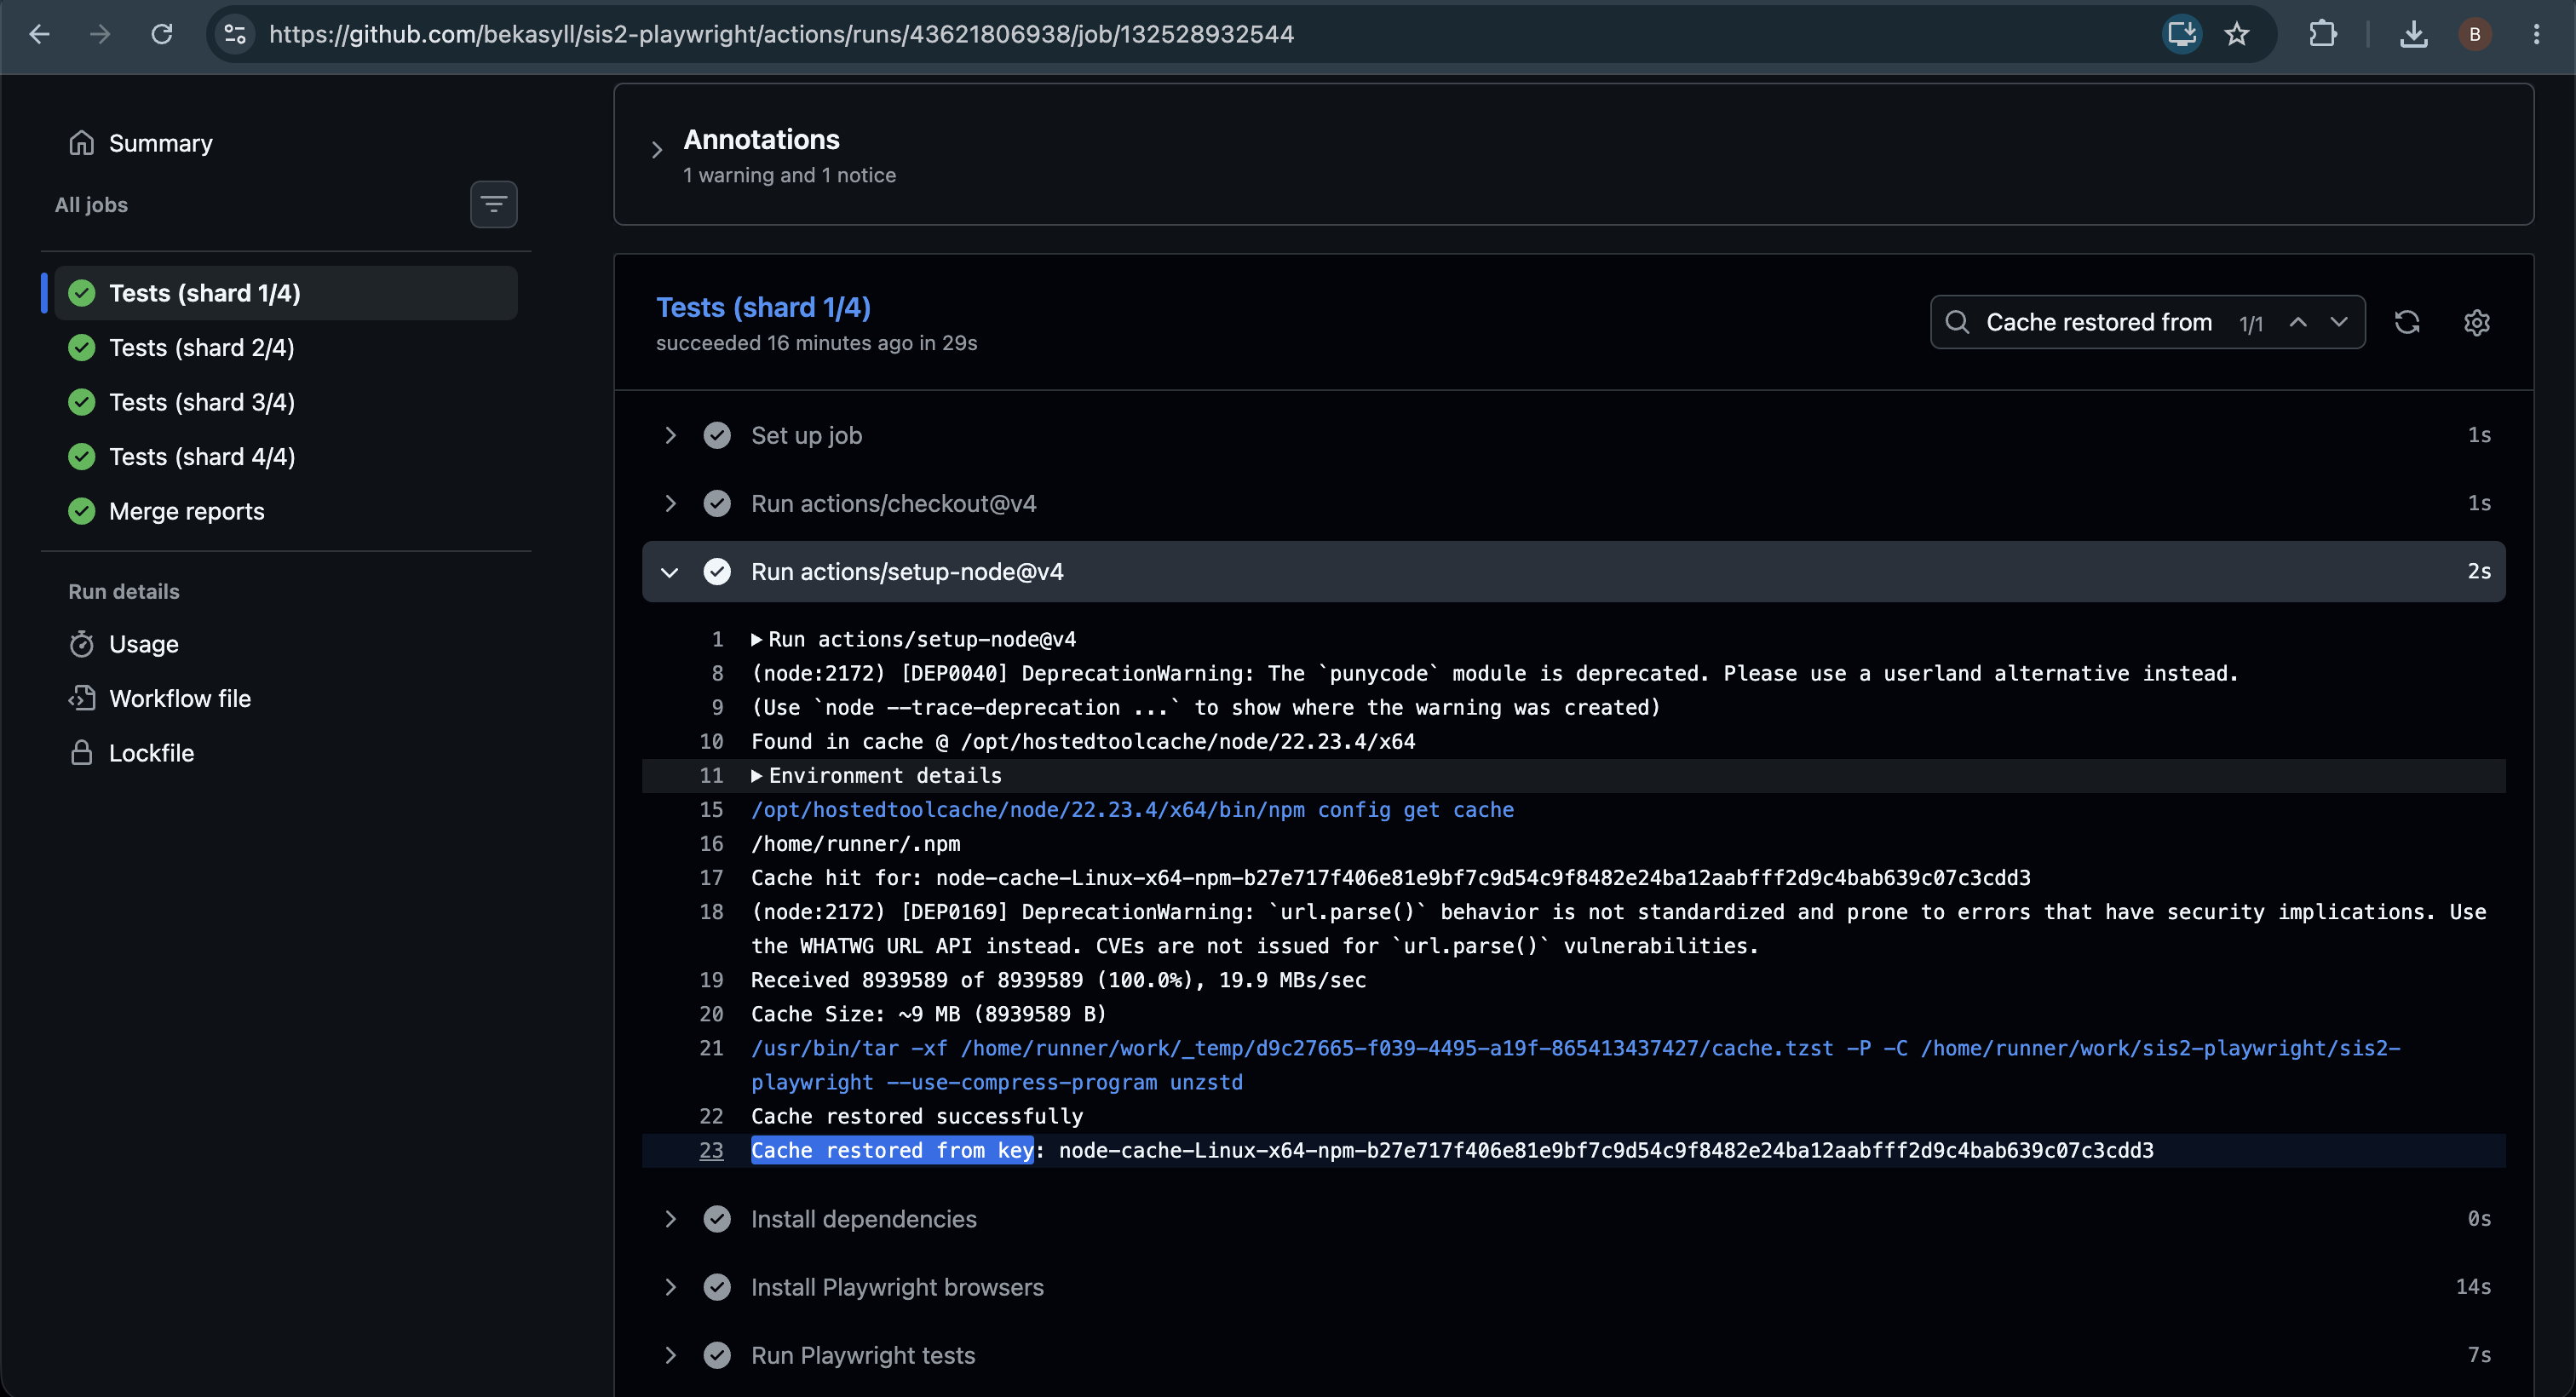 https://github.com/bekasyll/sis2-playwright/actions/runs/43621806938/job/132528932544
B
Summary
All jobs
Tests (shard 1/4)
Tests (shard 2/4)
Tests (shard 3/4)
Tests (shard 4/4)
Merge reports
Run details
Usage
Workflow file
Lockfile
Annotations
1 warning and 1 notice
Tests (shard 1/4)
succeeded 16 minutes ago in 29s
Cache restored from 1/1
Set up job 1s
Run actions/checkout@v4 1s
Run actions/setup-node@v4 2s
1 Run actions/setup-node@v4
8 (node:2172) [DEP0040] DeprecationWarning: The `punycode` module is deprecated. Please use a userland alternative instead.
9 (Use `node --trace-deprecation ...` to show where the warning was created)
10 Found in cache @ /opt/hostedtoolcache/node/22.23.4/x64
11 Environment details
15 /opt/hostedtoolcache/node/22.23.4/x64/bin/npm config get cache
16 /home/runner/.npm
17 Cache hit for: node-cache-Linux-x64-npm-b27e717f406e81e9bf7c9d54c9f8482e24ba12aabfff2d9c4bab639c07c3cdd3
18 (node:2172) [DEP0169] DeprecationWarning: `url.parse()` behavior is not standardized and prone to errors that have security implications. Use
the WHATWG URL API instead. CVEs are not issued for `url.parse()` vulnerabilities.
19 Received 8939589 of 8939589 (100.0%), 19.9 MBs/sec
20 Cache Size: ~9 MB (8939589 B)
21 /usr/bin/tar -xf /home/runner/work/_temp/d9c27665-f039-4495-a19f-865413437427/cache.tzst -P -C /home/runner/work/sis2-playwright/sis2-
playwright --use-compress-program unzstd
22 Cache restored successfully
23 Cache restored from key: node-cache-Linux-x64-npm-b27e717f406e81e9bf7c9d54c9f8482e24ba12aabfff2d9c4bab639c07c3cdd3
Install dependencies 0s
Install Playwright browsers 14s
Run Playwright tests 7s